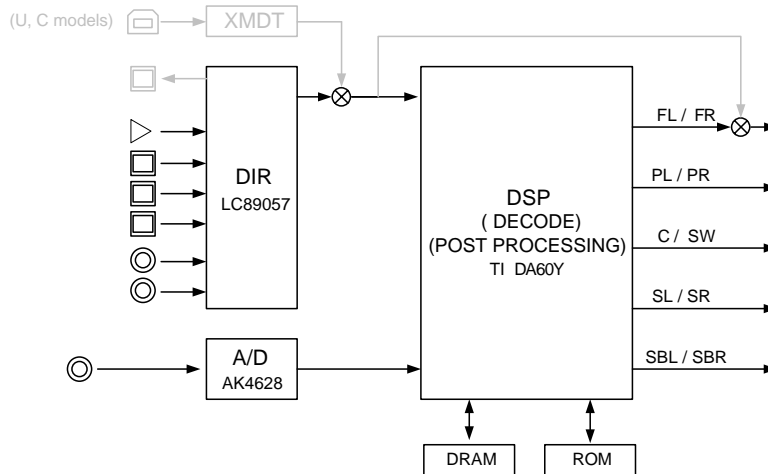 (U, C models)
XMDT
DIR
LC89057
A/D
AK4628
DSP
( DECODE)
(POST PROCESSING)
TI DA60Y
FL / FR
PL / PR
C / SW
SL / SR
SBL / SBR
DRAM
ROM